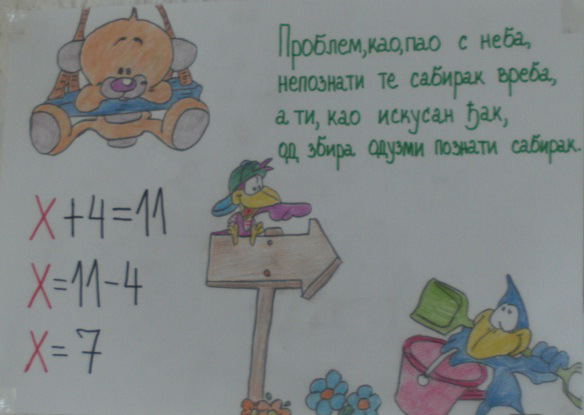 Проблем, као, пао с неба,
непознати те сабирак вреба,
а ти, као искусан ђак,
од збира одузми познати сабирак.
X+4=11
X=11-4
X=7